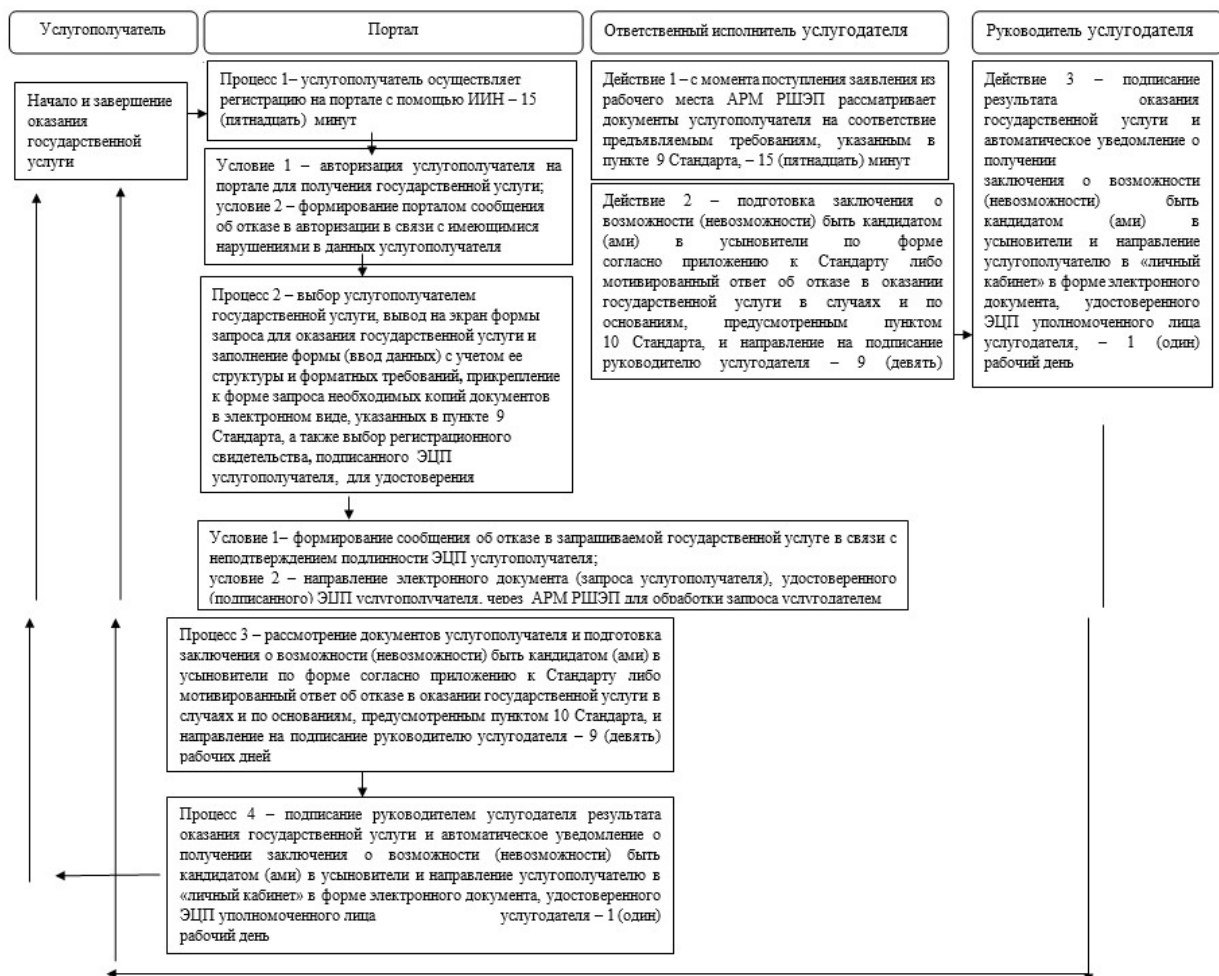 Услугополучатель
Портал
Ответственный исполнитель услугодателя
Руководитель услугодателя
Начало и завершение
оказания
государственной
услуги
Процесс 1– услугополучатель осуществляет
регистрацию на портале с помощью ИИН – 15
(пятнадцать) минут
Условие 1 – авторизация услугополучателя на
портале для получения государственной услуги;
условие 2 – формирование порталом сообщения
об отказе в авторизации в связи с имеющимися
нарушениями в данных услугополучателя
Процесс 2 – выбор услугополучателем
государственной услуги, вывод на экран формы
запроса для оказания государственной услуги и
заполнение формы (ввод данных) с учетом ее
структуры и форматных требований, прикрепление
к форме запроса необходимых копий документов
в электронном виде, указанных в пункте 9
Стандарта, а также выбор регистрационного
свидетельства, подписанного ЭЦП
услугополучателя, для удостоверения
Условие 1– формирование сообщения об отказе в запрашиваемой государственной услуге в связи с
неподтверждением подлинности ЭЦП услугополучателя;
условие 2 – направление электронного документа (запроса услугополучателя), удостоверенного
(подписанного) ЭЦП услугополучателя, через АРМ РШЭП для обработки запроса услугодателем
Процесс 3 – рассмотрение документов услугополучателя и подготовка
заключения о возможности (невозможности) быть кандидатом (ами) в
усыновители по форме согласно приложению к Стандарту либо
мотивированный ответ об отказе в оказании государственной услуги в
случаях и по основаниям, предусмотренным пунктом 10 Стандарта, и
направление на подписание руководителю услугодателя – 9 (девять)
рабочих дней
Процесс 4 – подписание руководителем услугодателя результата
оказания государственной услуги и автоматическое уведомление о
получении заключения о возможности (невозможности) быть
кандидатом (ами) в усыновители и направление услугополучателю в
«личный кабинет» в форме электронного документа, удостоверенного
ЭЦП уполномоченного лица услугодателя – 1 (один)
рабочий день
Действие 1 – с момента поступления заявления из
рабочего места АРМ РШЭП рассматривает
документы услугополучателя на соответствие
предъявляемым требованиям, указанным в
пункте 9 Стандарта, – 15 (пятнадцать) минут
Действие 2 – подготовка заключения о
возможности (невозможности) быть кандидатом
(ами) в усыновители по форме
согласно приложению к Стандарту либо
мотивированный ответ об отказе в оказании
государственной услуги в случаях и по
основаниям, предусмотренным пунктом
10 Стандарта, и направление на подписание
руководителю услугодателя – 9 (девять)
Действие 3 – подписание
результата оказания
государственной услуги и
автоматическое уведомление о
получении
заключения о возможности
(невозможности) быть
кандидатом (ами) в
усыновители и направление
услугополучателю в «личный
кабинет» в форме электронного
документа, удостоверенного
ЭЦП уполномоченного лица
услугодателя, – 1 (один)
рабочий день